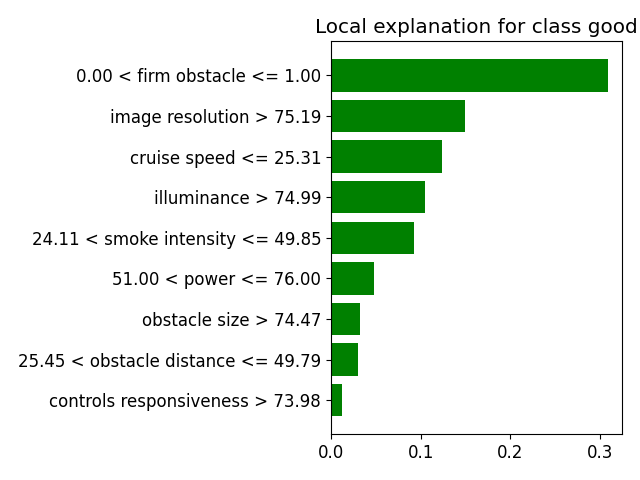 Local explanation for class good
0.00 < firm obstacle <= 1.00
image resolution > 75.19
cruise speed <= 25.31
illuminance > 74.99
24.11 < smoke intensity <= 49.85
51.00 < power <= 76.00
obstacle size > 74.47
25.45 < obstacle distance <= 49.79
controls responsiveness > 73.98
0.0 0.1 0.2 0.3